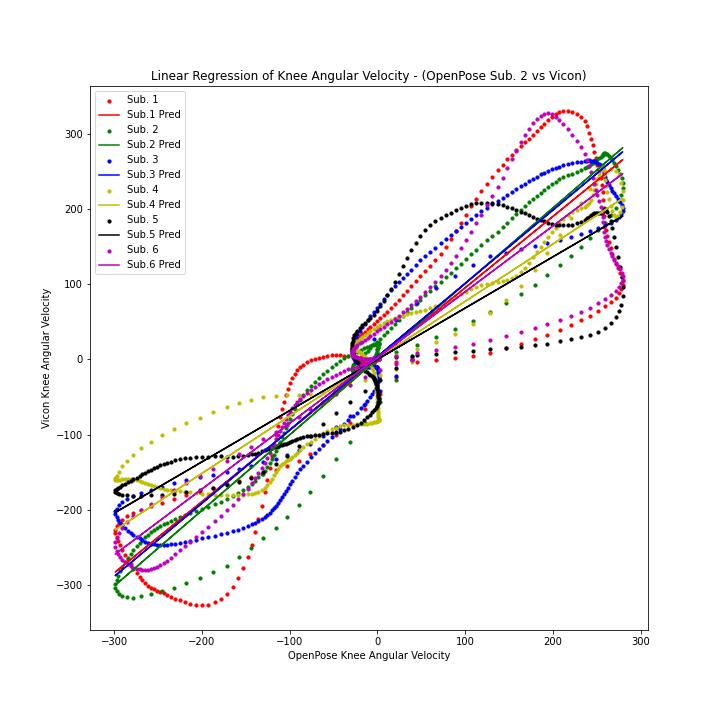 Linear Regression of Knee Angular Velocity - (OpenPose Sub. 2 vs Vicon)
Sub. 1
Sub.1 Pred
Sub. 2
Sub.2 Pred
Sub. 3
Sub.3 Pred
Sub. 4
Sub.4 Pred
Sub. 5
Sub.5 Pred
Sub. 6
Sub.6 Pred
Vicon Knee Angular Velocity
300
200
100
0
−100
−200
−300
−300
−200
−100
0
100
200
300
OpenPose Knee Angular Velocity